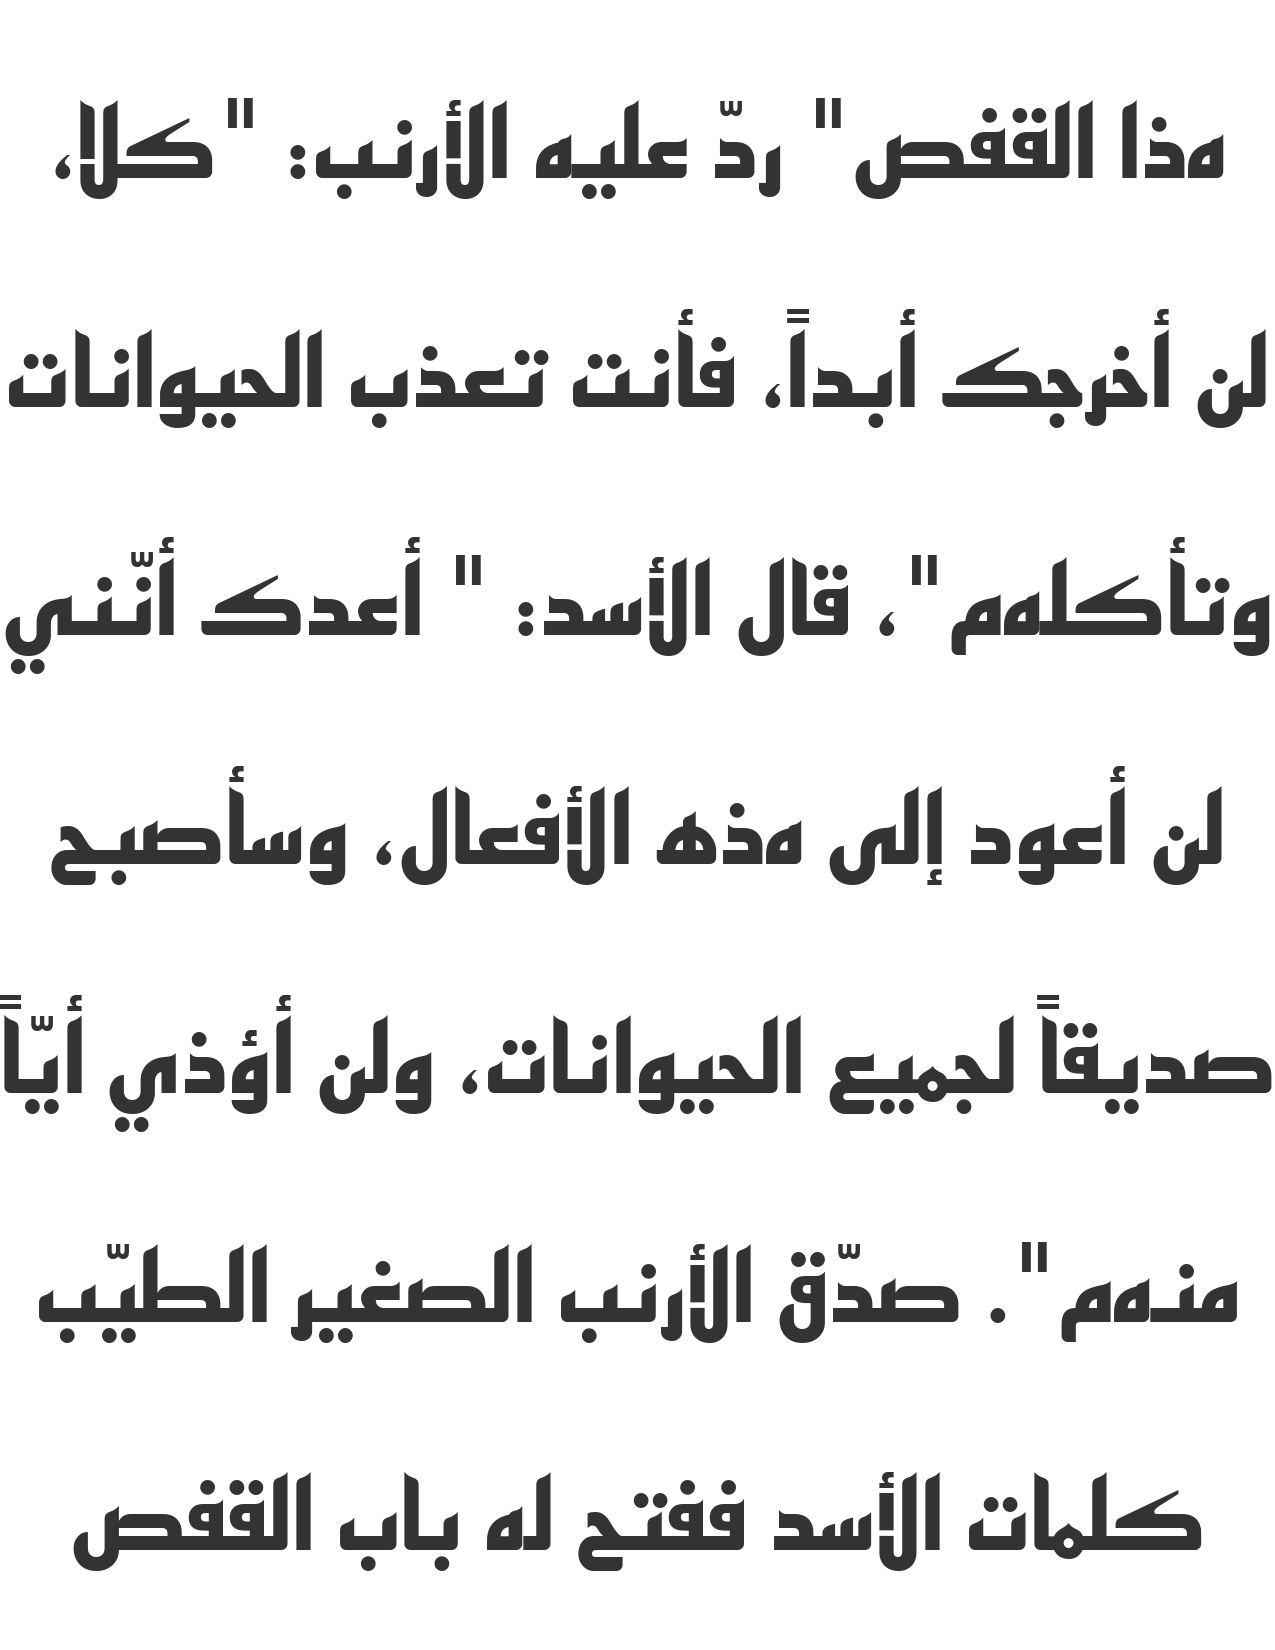 هذا القفص" ردّ عليه الأرنب: "كلا،
لن أخرجك أبداً، فأنت تعذب الحيوانات
وتأكلهم"، قال الأسد: " أعدك أنّني
لن أعود إلى هذه الأفعال، وسأصبح
صديقاً لجميع الحيوانات، ولن أؤذي أيّاً
منهم". صدّق الأرنب الصغير الطيّب
كلمات الأسد ففتح له باب القفص